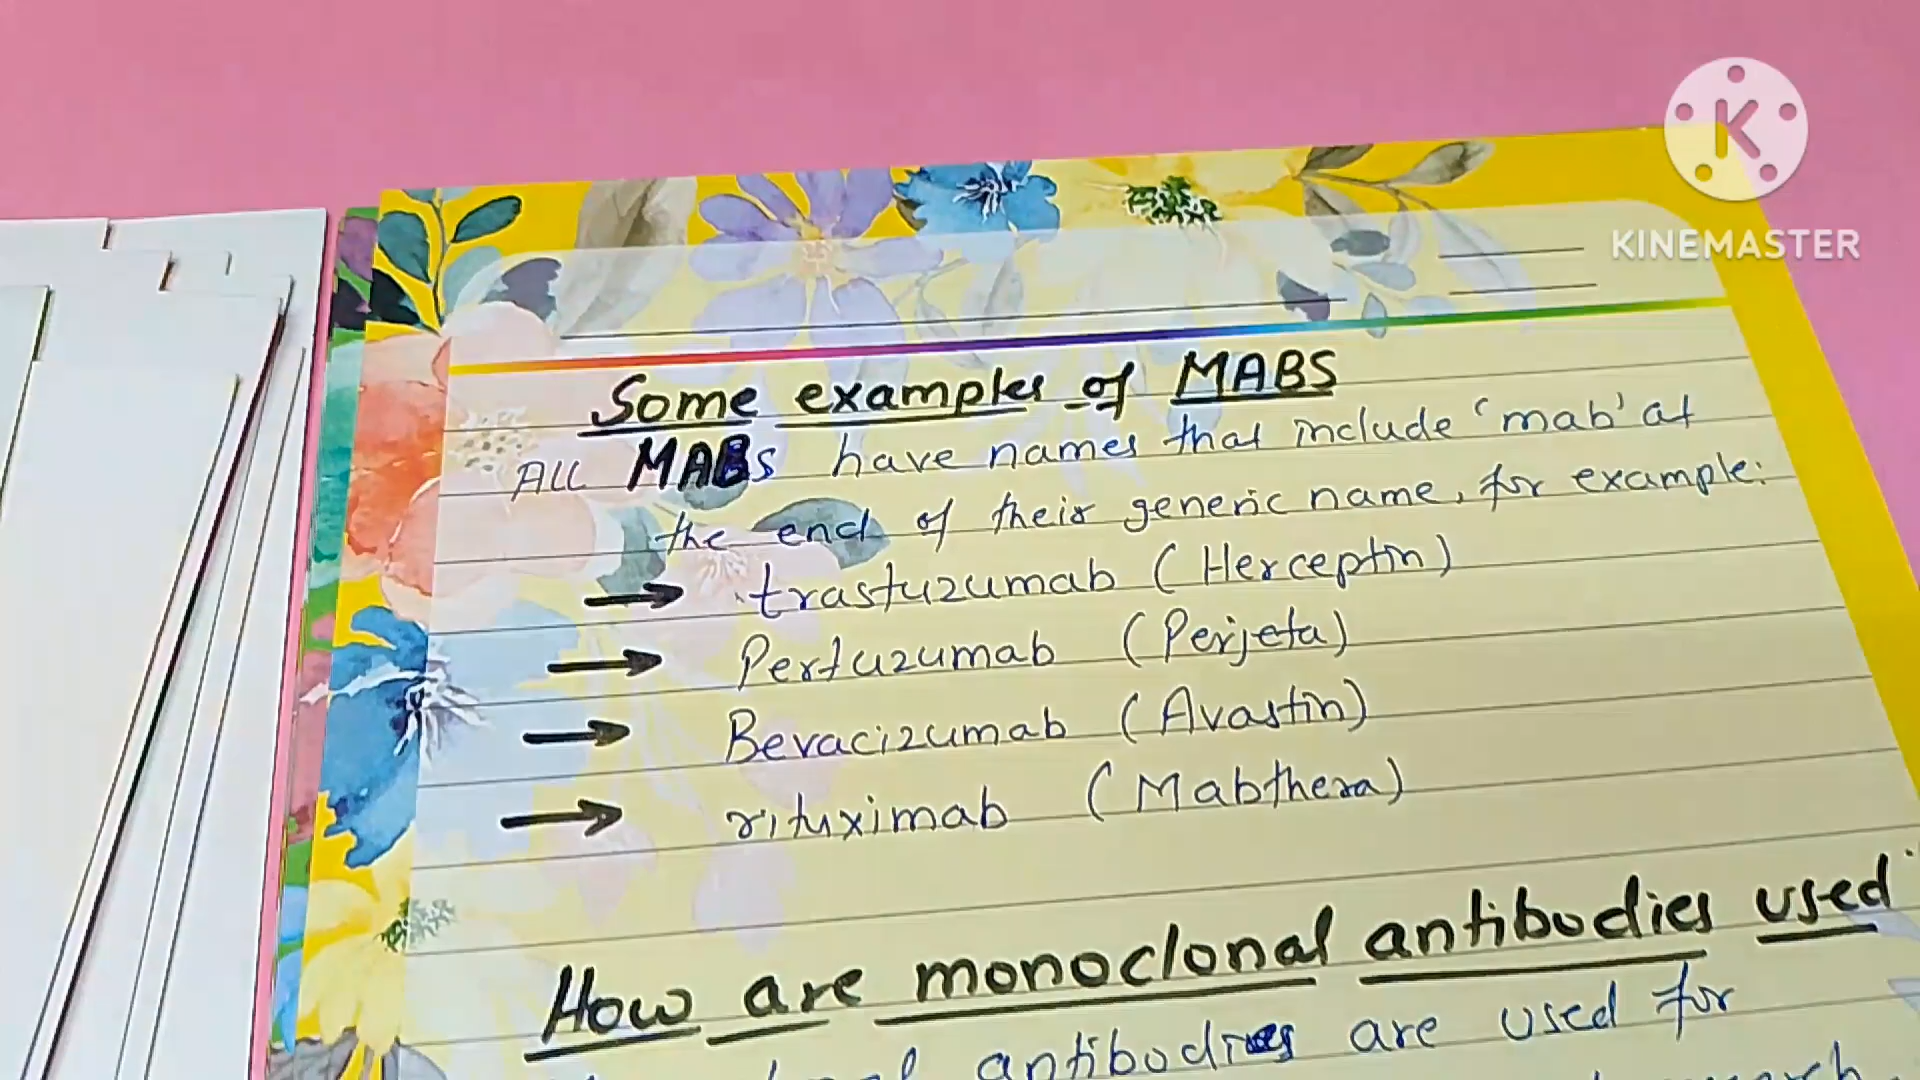 K
KINEMASTER
Some examples of MABS
ALL MABs have names that include 'mab' at
the end of their generic name, for example:
→ trastuzumab (Herceptin)
→ Pertuzumab (Perjeta)
→ Bevacizumab (Avastin)
→ rituximab (Mabthera)
How are monoclonal antibodies used
antibodies are used for